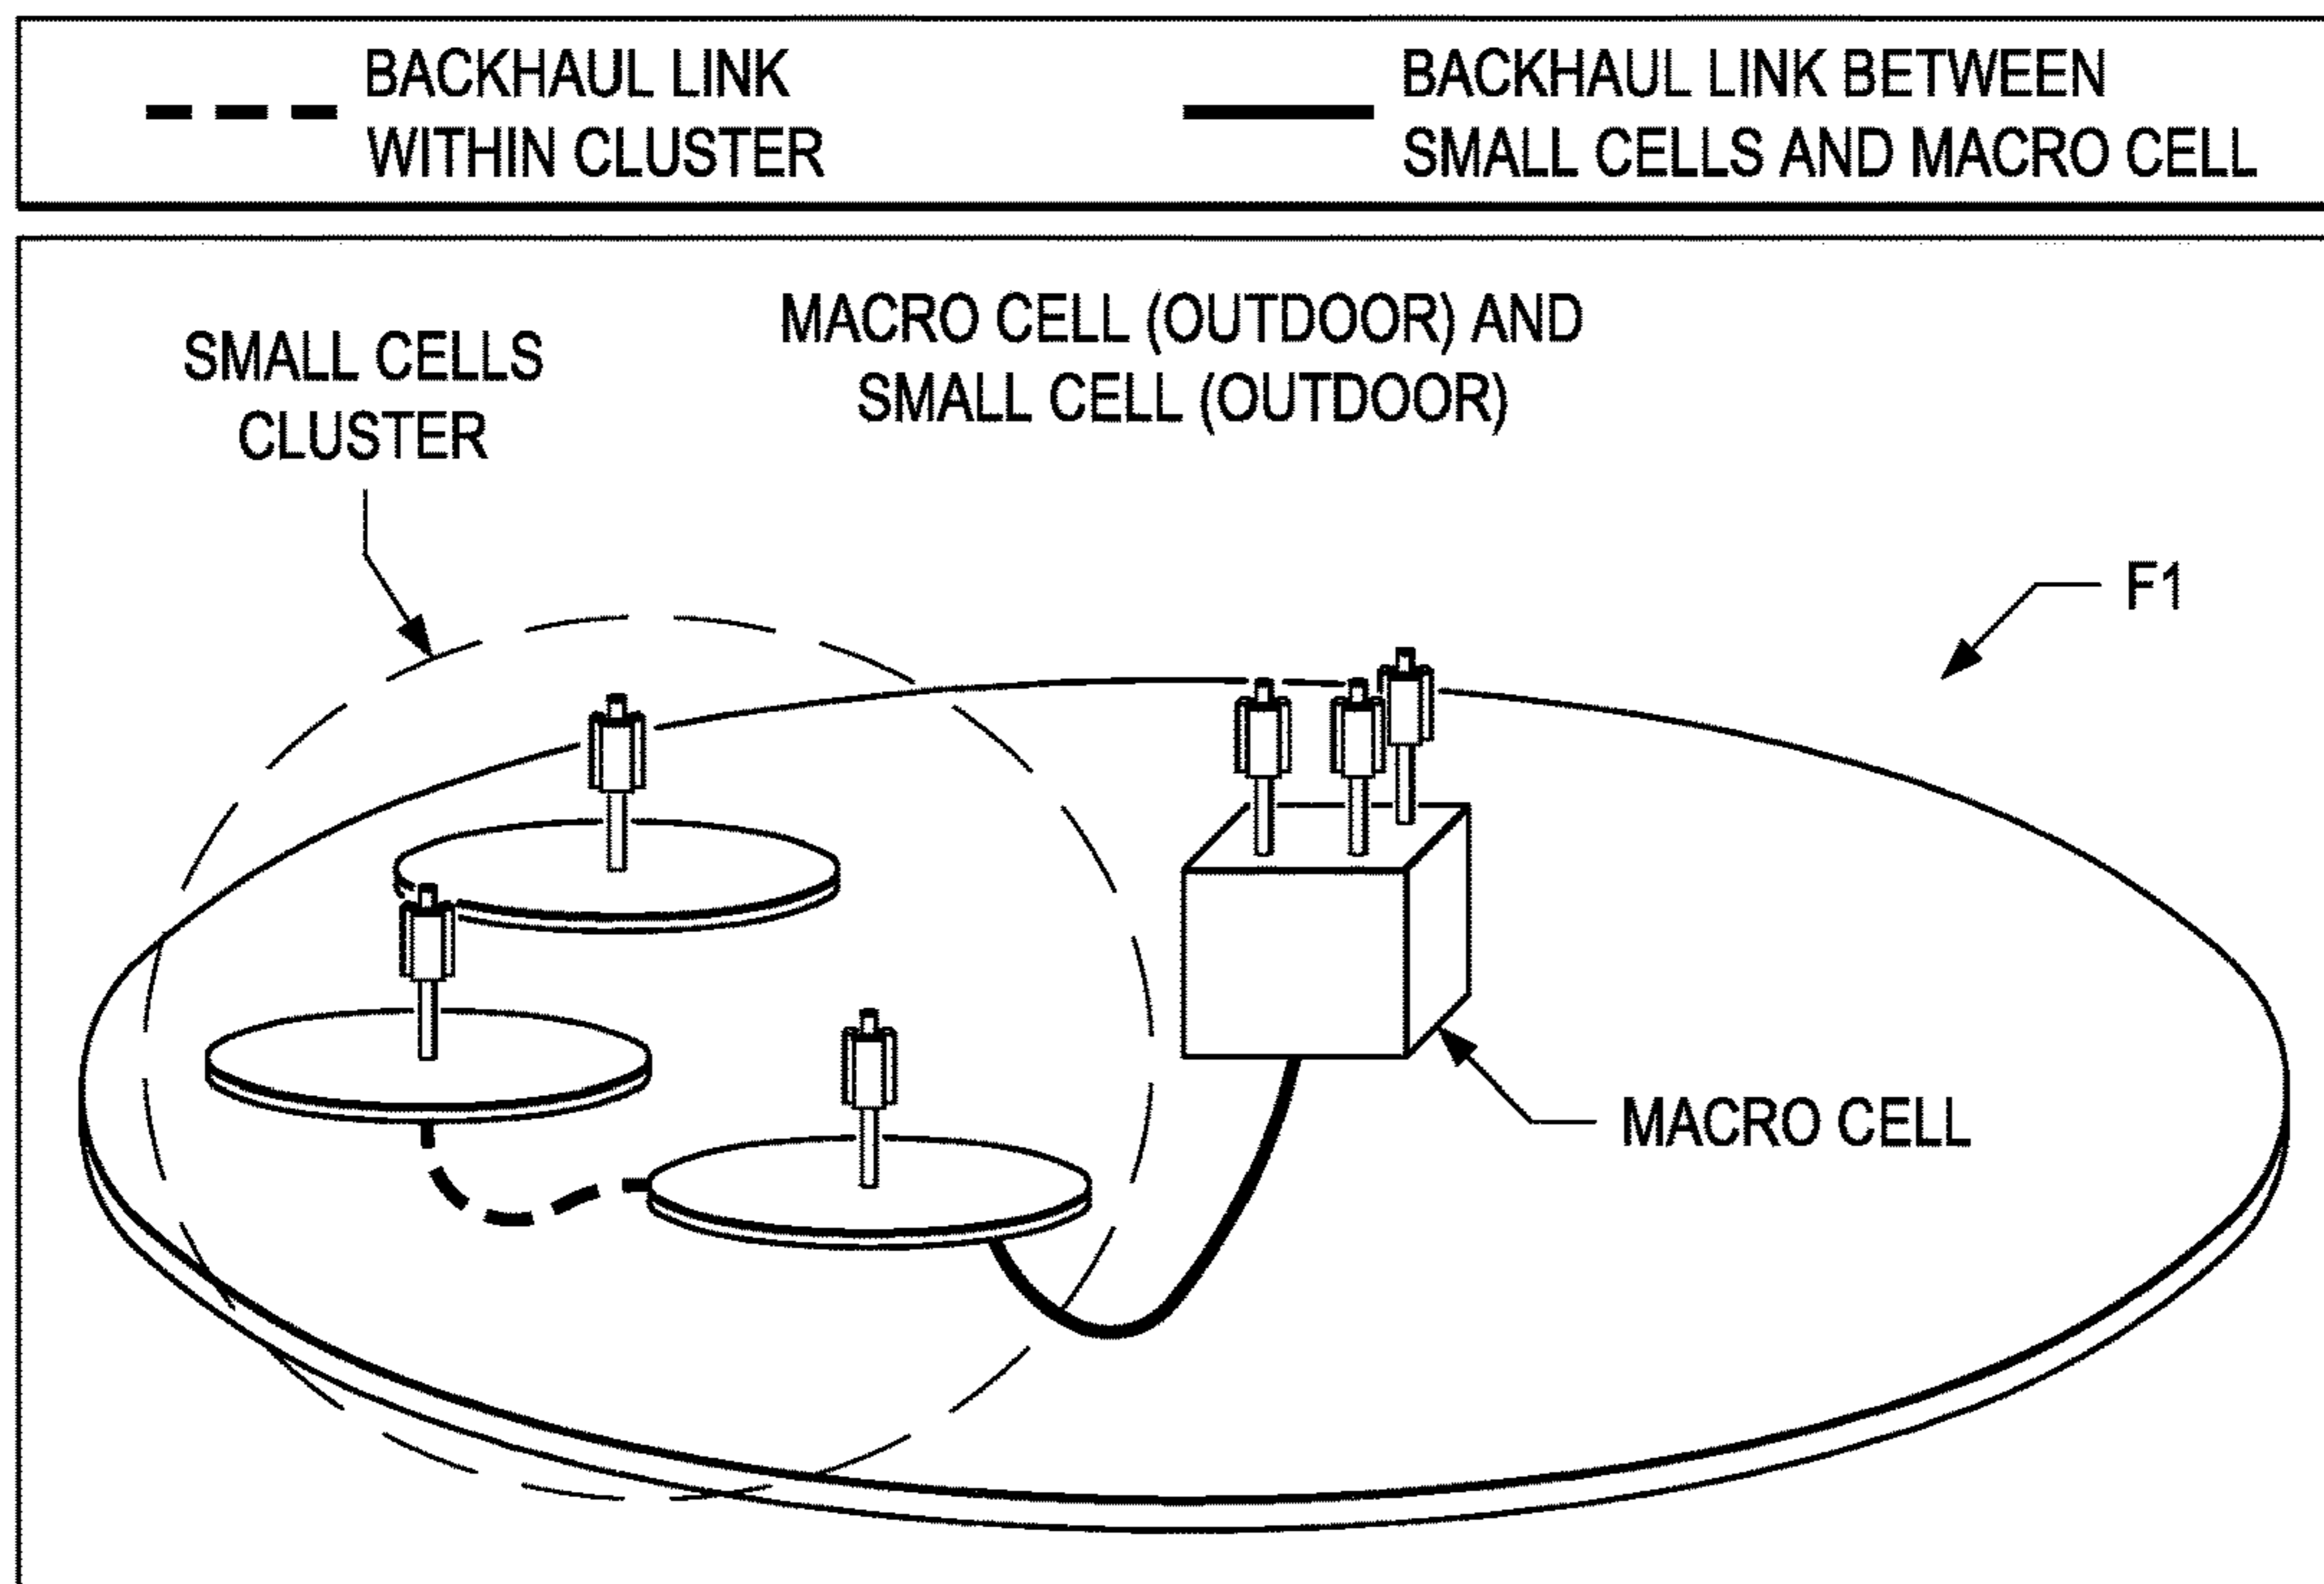 BACKHAUL LINK
WITHIN CLUSTER
BACKHAUL LINK BETWEEN
SMALL CELLS AND MACRO CELL
MACRO CELL (OUTDOOR) AND
SMALL CELL (OUTDOOR)
SMALL CELLS
CLUSTER
F1
MACRO CELL